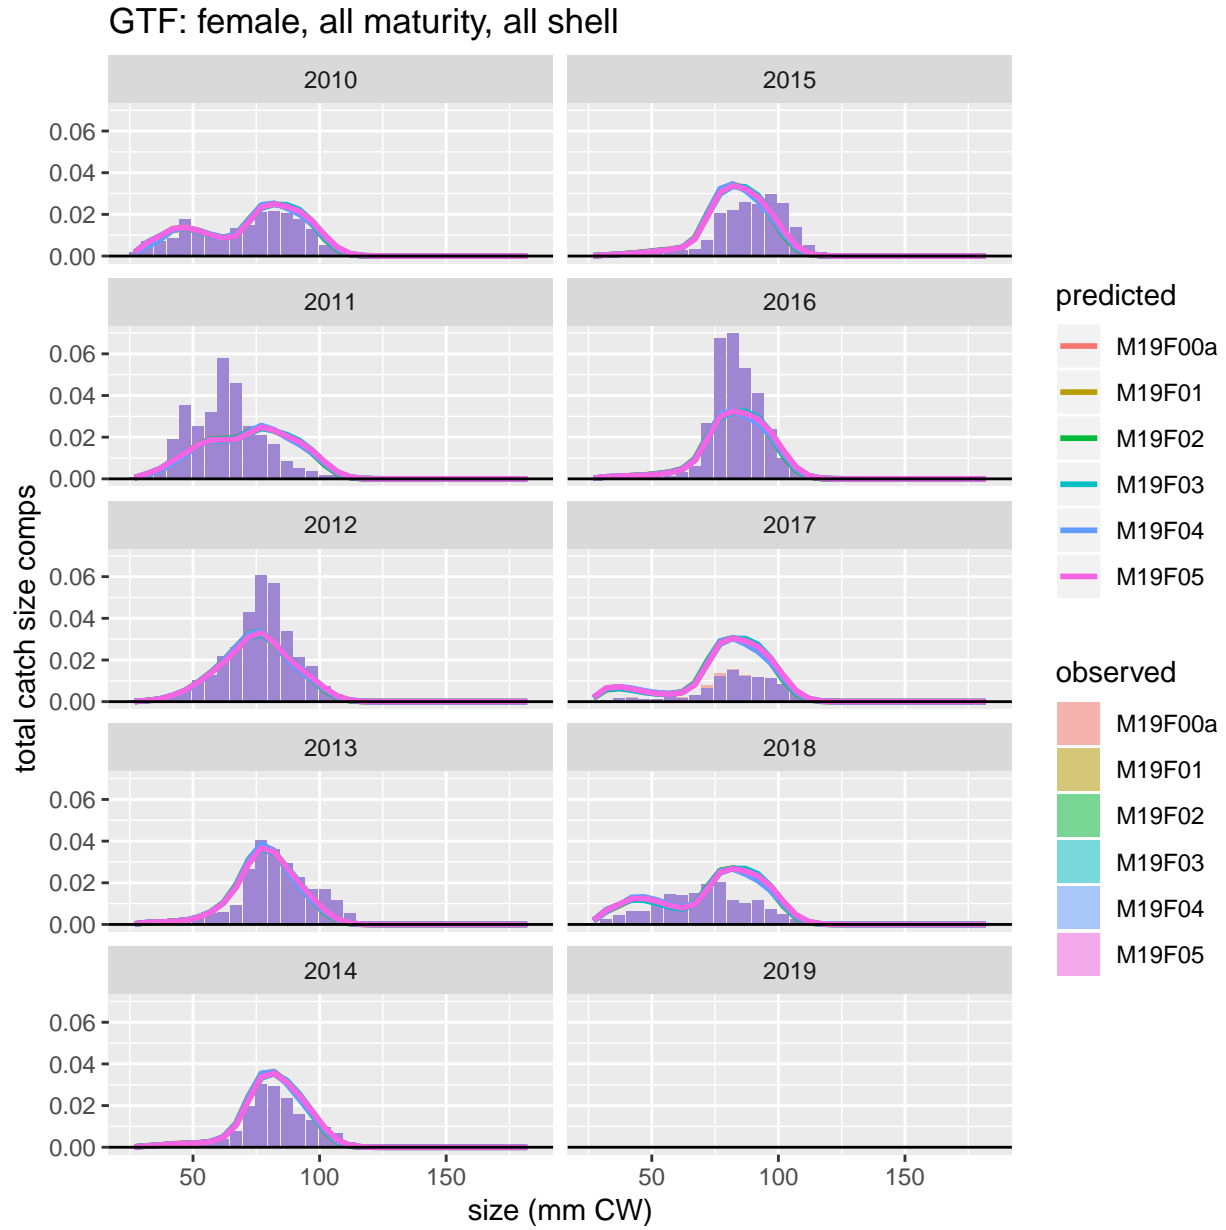 GTF: female, all maturity, all shell
2010
2015
0.06
0.04
0.02
0.00
2011
2016
0.06
0.04
0.02
0.00
2012
2017
0.06
0.04
0.02
0.00
2013
2018
0.06
0.04
0.02
0.00
2014
2019
0.06
0.04
0.02
0.00
50 100 150
50 100 150
size (mm CW)
total catch size comps
predicted
M19F00a
M19F01
M19F02
M19F03
M19F04
M19F05
observed
M19F00a
M19F01
M19F02
M19F03
M19F04
M19F05